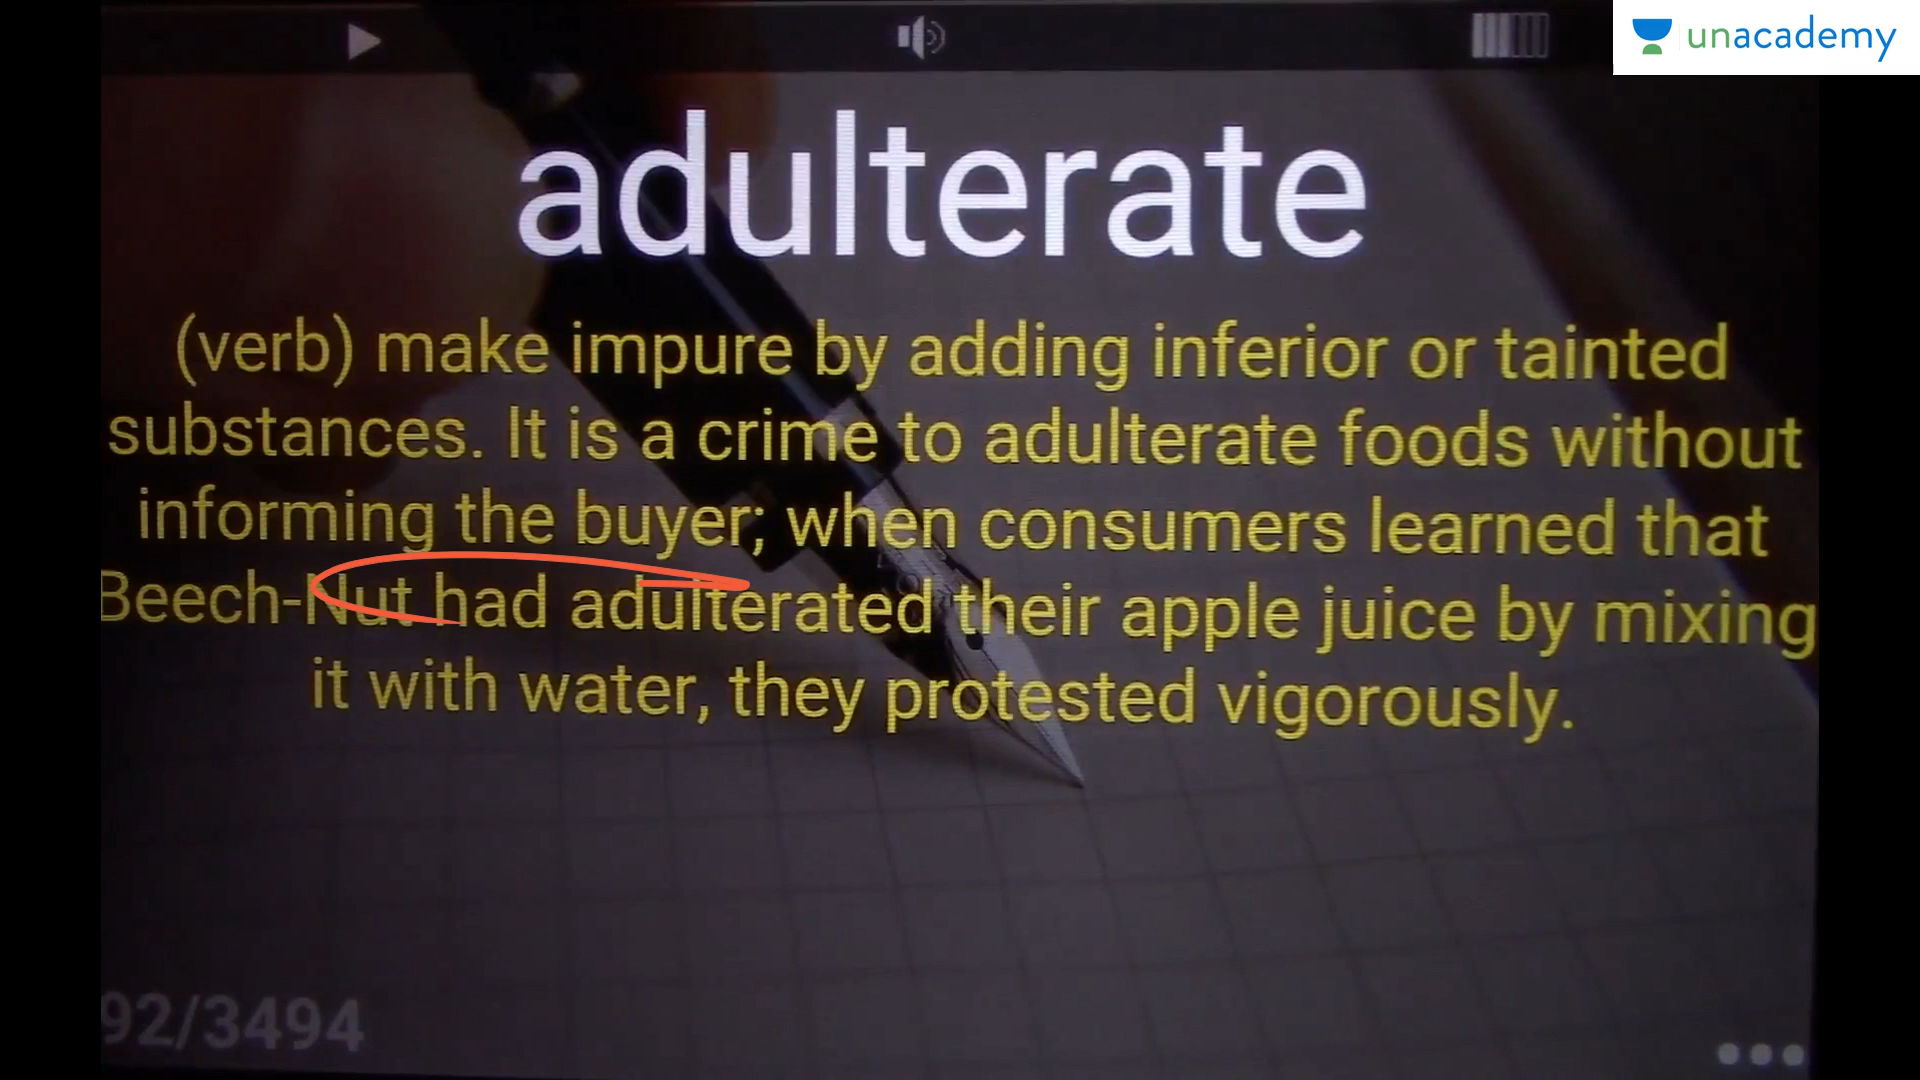 unacademy
adulterate
(verb) make impure by adding inferior or tainted
substances. It is a crime to adulterate foods without
informing the buyer; when consumers learned that
Beech-Nut had adulterated their apple juice by mixing
it with water, they protested vigorously.
92/3494